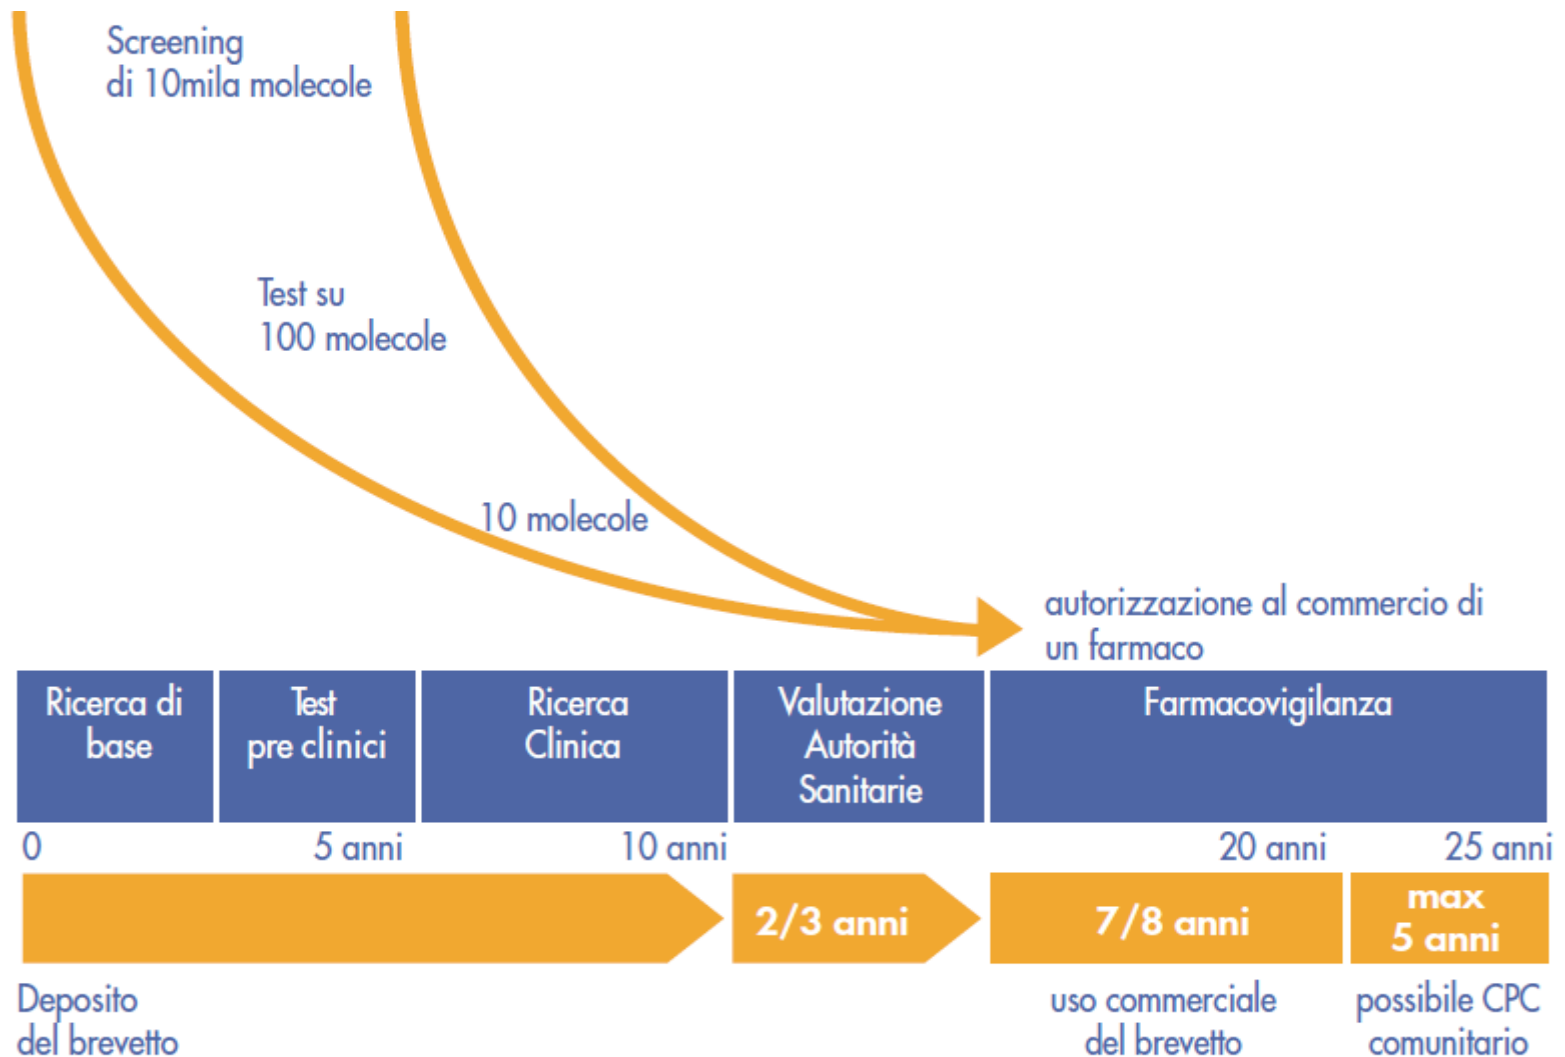 Screening
di 10mila molecole
Test su
100 molecole
10 molecole
autorizzazione al commercio di
un farmaco
Ricerca di
base
Test
pre clinici
Ricerca
Clinica
Valutazione
Autorità
Sanitarie
Farmacovigilanza
0
5 anni
10 anni
20 anni
25 anni
2/3 anni
7/8 anni
max
5 anni
Deposito
del brevetto
uso commerciale
del brevetto
possibile CPC
comunitario